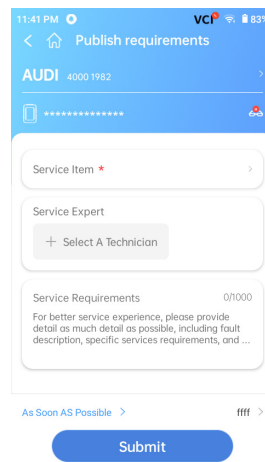 11:41 PM VCI 83%
Publish requirements
AUDI 4000 1982
**************
Service Item *
Service Expert
+ Select A Technician
Service Requirements 0/1000
For better service experience, please provide
detail as much detail as possible, including fault
description, specific services requirements, and ...
As Soon AS Possible > ffff >
Submit